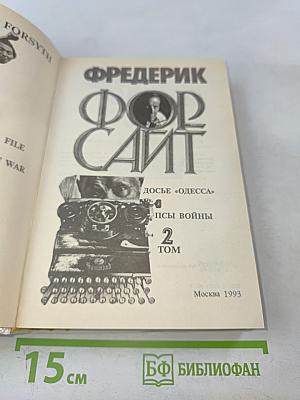 FORSYTH
FILE
WAR
ФРЕДЕРИК
ФОР
САЙТ
ДОСЬЕ «ОДЕССА»
ПСЫ ВОЙНЫ
2
ТОМ
Москва 1993
15 см
БФ БИБЛИОФАН